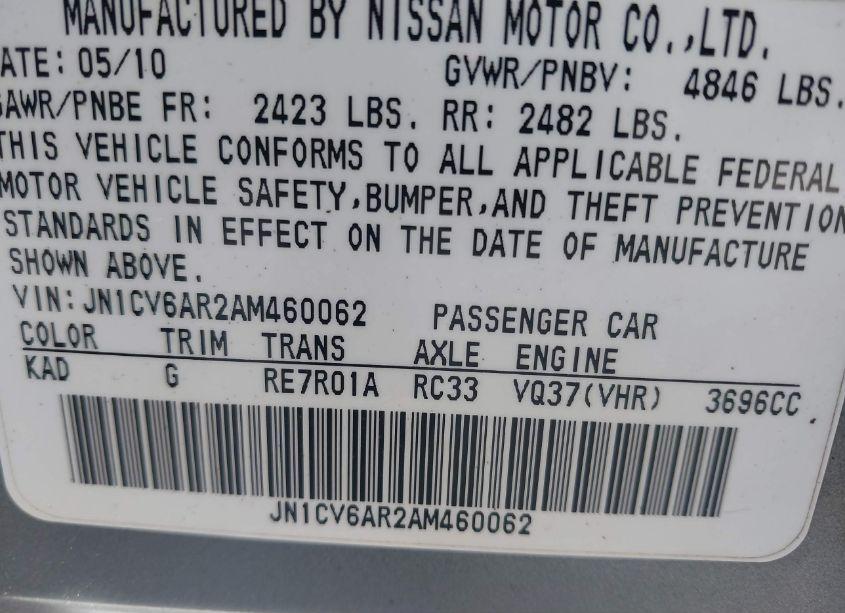 MANUFACTURED BY NISSAN MOTOR CO.,LTD.
ATE: 05/10 GVWR/PNBV: 4846 LBS.
GAWR/PNBE FR: 2423 LBS. RR: 2482 LBS.
THIS VEHICLE CONFORMS TO ALL APPLICABLE FEDERAL
MOTOR VEHICLE SAFETY,BUMPER,AND THEFT PREVENTION
STANDARDS IN EFFECT ON THE DATE OF MANUFACTURE
SHOWN ABOVE.
VIN:JN1CV6AR2AM460062 PASSENGER CAR
COLOR TRIM TRANS AXLE ENGINE
KAD G RE7R01A RC33 VQ37(VHR) 3696CC
JN1CV6AR2AM460062